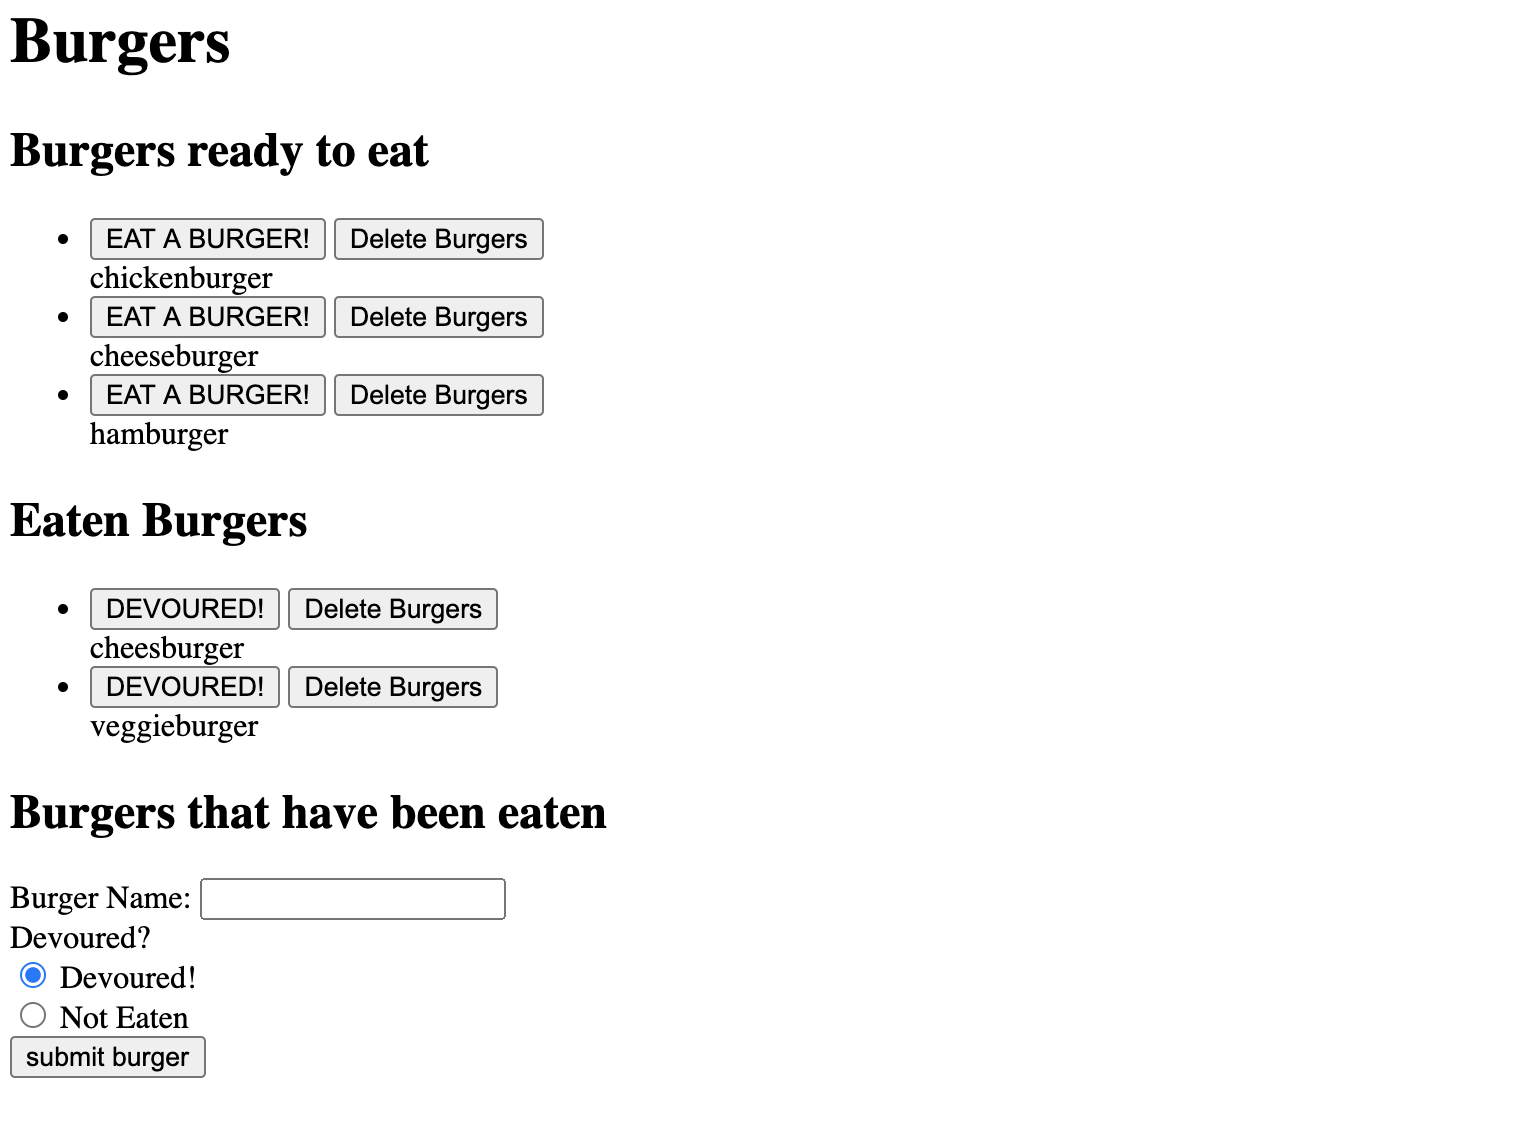 Burgers
Burgers ready to eat
EAT A BURGER! Delete Burgers
chickenburger
EAT A BURGER! Delete Burgers
cheeseburger
EAT A BURGER! Delete Burgers
hamburger
Eaten Burgers
DEVOURED! Delete Burgers
cheesburger
DEVOURED! Delete Burgers
veggieburger
Burgers that have been eaten
Burger Name:
Devoured?
Devoured!
Not Eaten
submit burger